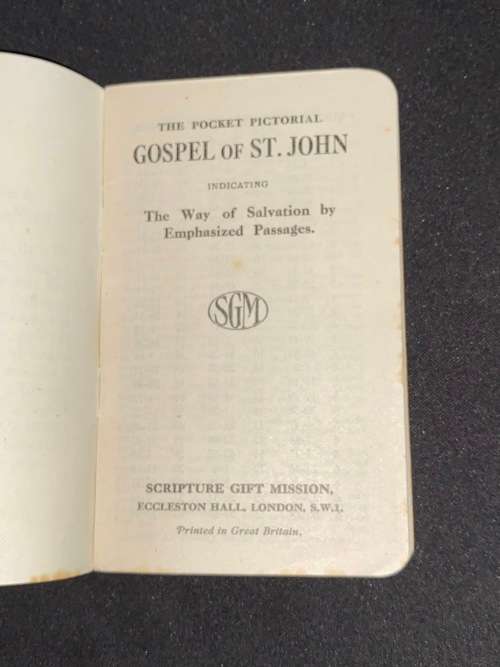 THE POCKET PICTORIAL
GOSPEL OF ST. JOHN
INDICATING
The Way of Salvation by
Emphasized Passages.
SGM
SCRIPTURE GIFT MISSION,
ECCLESTON HALL, LONDON, S.W.1.
Printed in Great Britain.